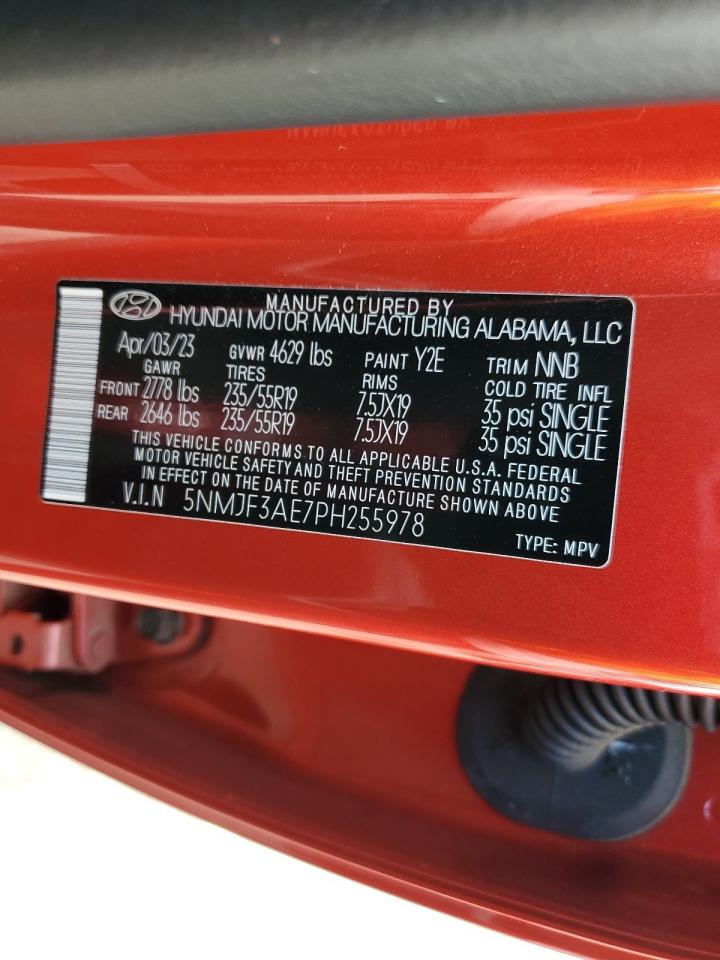 MANUFACTURED BY
HYUNDAI MOTOR MANUFACTURING ALABAMA, LLC
Apr/03/23 GVWR 4629 lbs PAINT Y2E TRIM NNB
GAWR TIRES RIMS COLD TIRE INFL
FRONT 2778 lbs 235/55R19 7.5JX19 35 psi SINGLE
REAR 2646 lbs 235/55R19 7.5JX19 35 psi SINGLE
THIS VEHICLE CONFORMS TO ALL APPLICABLE U.S.A. FEDERAL
MOTOR VEHICLE SAFETY AND THEFT PREVENTION STANDARDS
IN EFFECT ON THE DATE OF MANUFACTURE SHOWN ABOVE
V.I.N 5NMJF3AE7PH255978
TYPE: MPV